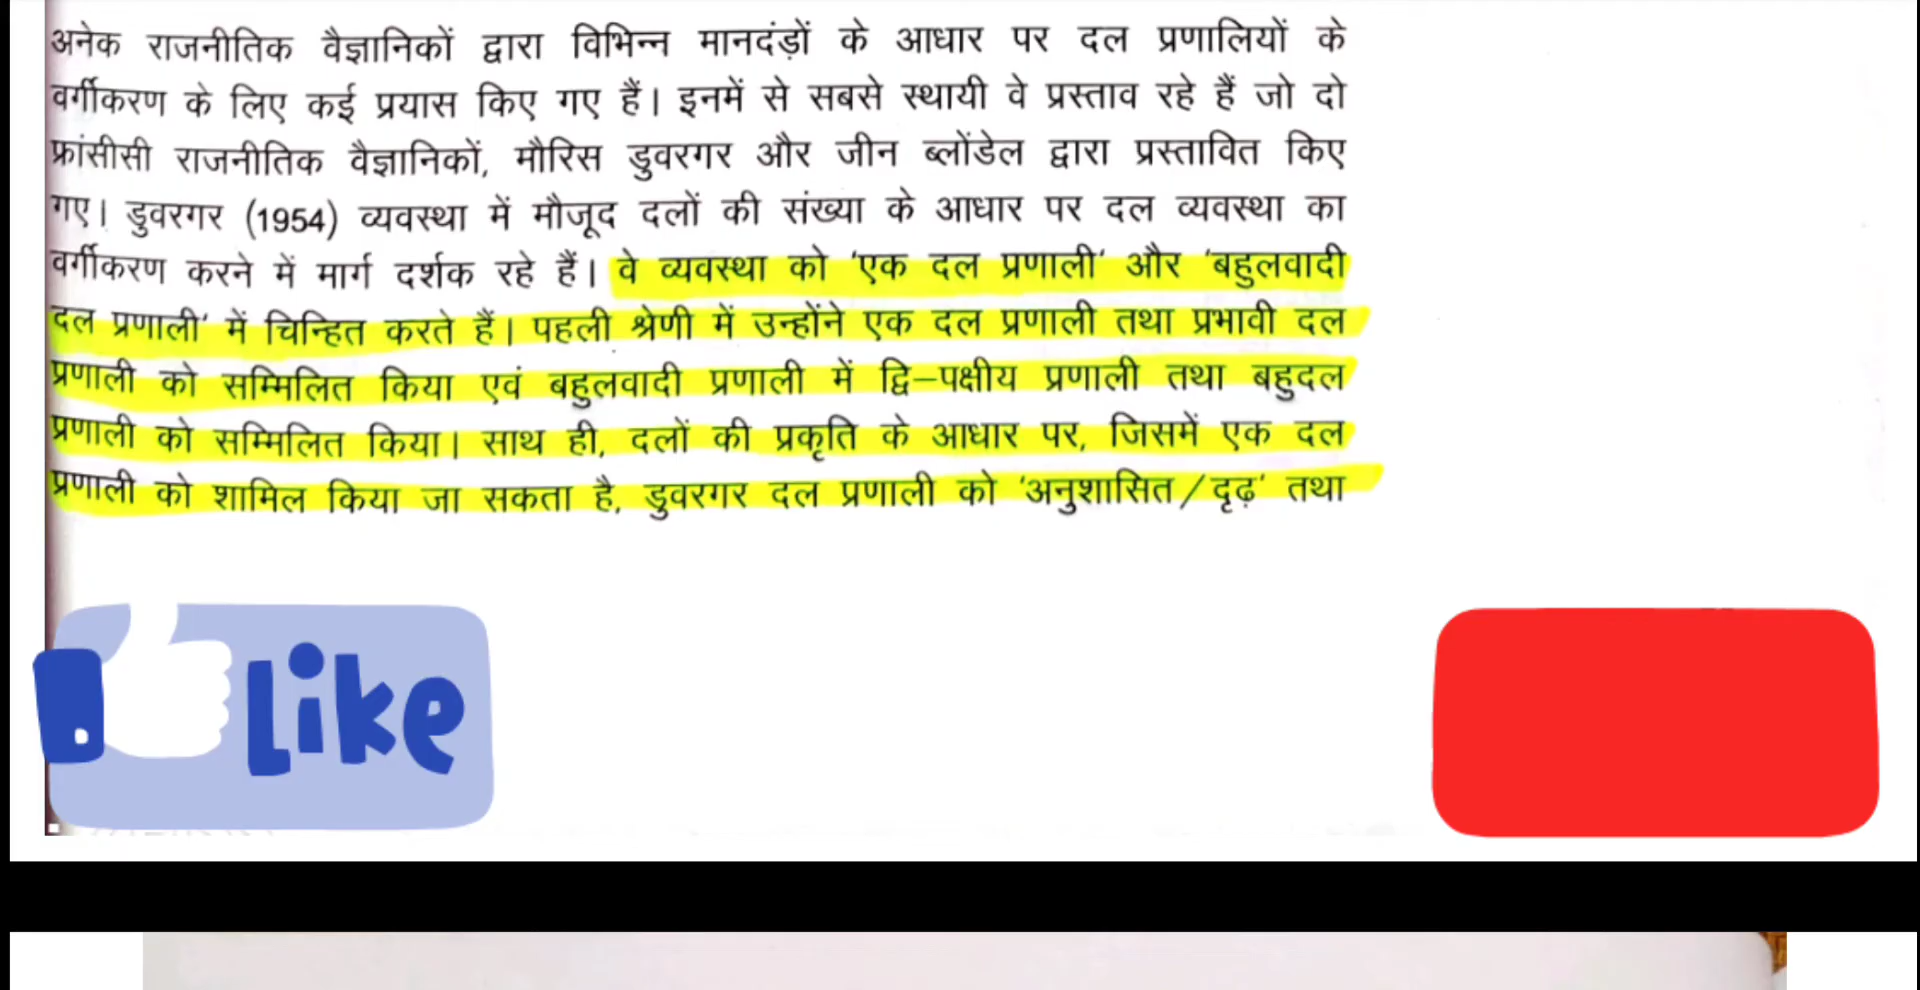 अनेक राजनीतिक वैज्ञानिकों द्वारा विभिन्न मानदंड़ों के आधार पर दल प्रणालियों के
वर्गीकरण के लिए कई प्रयास किए गए हैं। इनमें से सबसे स्थायी वे प्रस्ताव रहे हैं जो दो
फ्रांसीसी राजनीतिक वैज्ञानिकों, मौरिस डुवरगर और जीन ब्लोंडेल द्वारा प्रस्तावित किए
गए। डुवरगर (1954) व्यवस्था में मौजूद दलों की संख्या के आधार पर दल व्यवस्था का
वर्गीकरण करने में मार्ग दर्शक रहे हैं। वे व्यवस्था को 'एक दल प्रणाली' और 'बहुलवादी
दल प्रणाली' में चिन्हित करते हैं। पहली श्रेणी में उन्होंने एक दल प्रणाली तथा प्रभावी दल
प्रणाली को सम्मिलित किया एवं बहुलवादी प्रणाली में द्वि–पक्षीय प्रणाली तथा बहुदल
प्रणाली को सम्मिलित किया। साथ ही, दलों की प्रकृति के आधार पर, जिसमें एक दल
प्रणाली को शामिल किया जा सकता है, डुवरगर दल प्रणाली को 'अनुशासित/दृढ़' तथा
Like